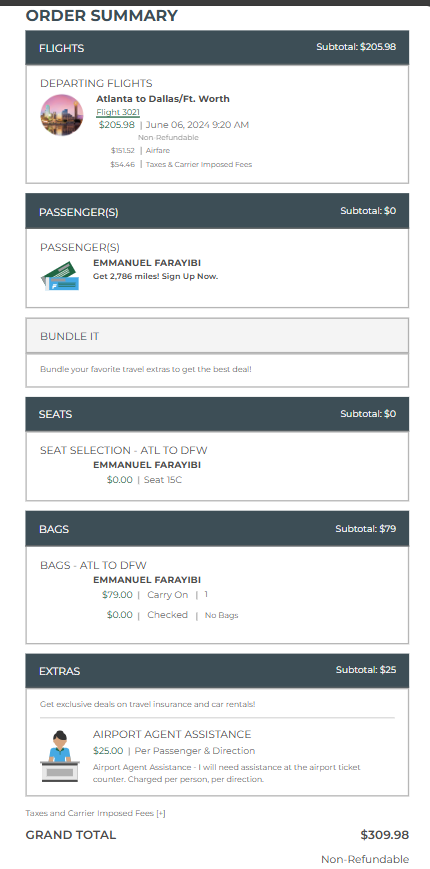 ORDER SUMMARY
FLIGHTS Subtotal: $205.98
DEPARTING FLIGHTS
Atlanta to Dallas/Ft. Worth
Flight 3021
$205.98 | June 06, 2024 9:20 AM
Non Refundable
$151.52 | Airfare
$54.46 | Taxes & Carrier Imposed Fees
PASSENGER(S) Subtotal: $0
PASSENGER(S)
EMMANUEL FARAYIBI
Get 2,786 miles! Sign Up Now.
BUNDLE IT
Bundle your favorite travel extras to get the best deal!
SEATS Subtotal: $0
SEAT SELECTION - ATL TO DFW
EMMANUEL FARAYIBI
$0.00 | Seat 15C
BAGS Subtotal: $79
BAGS - ATL TO DFW
EMMANUEL FARAYIBI
$79.00 | Carry On | 1
$0.00 | Checked | No Bags
EXTRAS Subtotal: $25
Get exclusive deals on travel insurance and car rentals!
AIRPORT AGENT ASSISTANCE
$25.00 | Per Passenger & Direction
Airport Agent Assistance - I will need assistance at the airport ticket
counter. Charged per person, per direction.
Taxes and Carrier Imposed Fees [+]
GRAND TOTAL $309.98
Non-Refundable